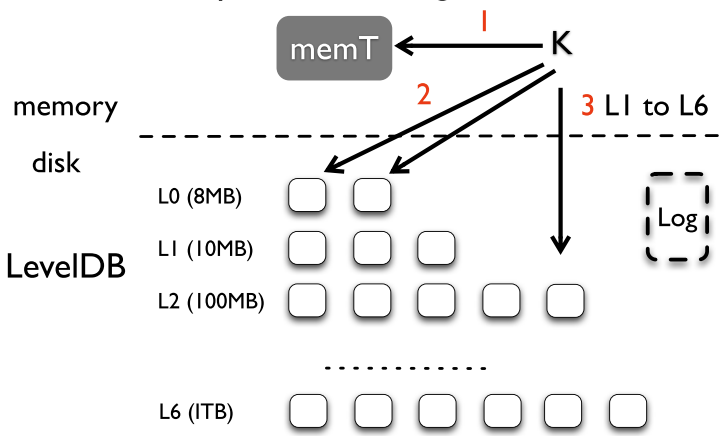 memT
1
K
2
memory
3 L1 to L6
disk
L0 (8MB)
Log
L1 (10MB)
LevelDB
L2 (100MB)
........................
L6 (1TB)